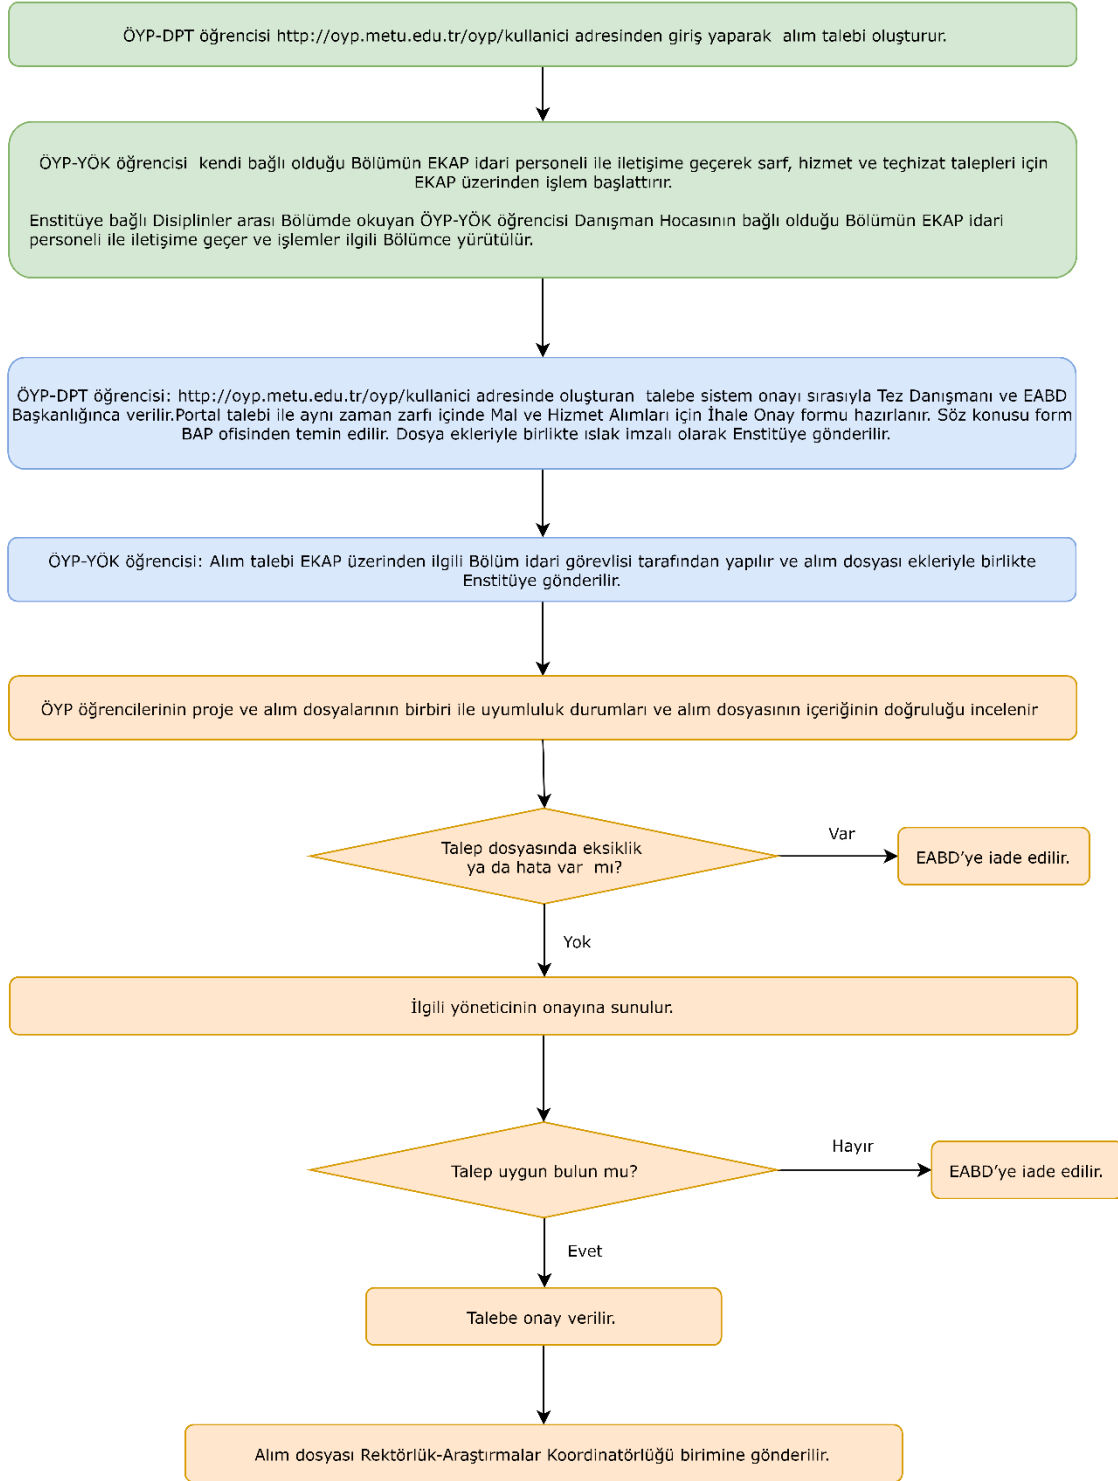 ÖYP-DPT öğrencisi http://oyp.metu.edu.tr/oyp/kullanici adresinden giriş yaparak  alım talebi oluşturur.
ÖYP-YÖK öğrencisi  kendi bağlı olduğu Bölümün EKAP idari personeli ile iletişime geçerek sarf, hizmet ve teçhizat talepleri için
EKAP üzerinden işlem başlattırır.
Enstitüye bağlı Disiplinler arası Bölümde okuyan ÖYP-YÖK öğrencisi Danışman Hocasının bağlı olduğu Bölümün EKAP idari
personeli ile iletişime geçer ve işlemler ilgili Bölümce yürütülür.
ÖYP-DPT öğrencisi: http://oyp.metu.edu.tr/oyp/kullanici adresinde oluşturan  talebe sistem onayı sırasıyla Tez Danışmanı ve EABD
Başkanlığınca verilir.Portal talebi ile aynı zaman zarfı içinde Mal ve Hizmet Alımları için İhale Onay formu hazırlanır. Söz konusu form
BAP ofisinden temin edilir. Dosya ekleriyle birlikte ıslak imzalı olarak Enstitüye gönderilir.
ÖYP-YÖK öğrencisi: Alım talebi EKAP üzerinden ilgili Bölüm idari görevlisi tarafından yapılır ve alım dosyası ekleriyle birlikte
Enstitüye gönderilir.
ÖYP öğrencilerinin proje ve alım dosyalarının birbiri ile uyumluluk durumları ve alım dosyasının içeriğinin doğruluğu incelenir
Talep dosyasında eksiklik
ya da hata var  mı?
Var
EABD'ye iade edilir.
Yok
İlgili yöneticinin onayına sunulur.
Talep uygun bulun mu?
Hayır
EABD'ye iade edilir.
Evet
Talebe onay verilir.
Alım dosyası Rektörlük-Araştırmalar Koordinatörlüğü birimine gönderilir.